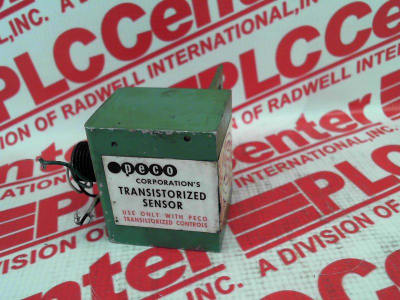 peco
CORPORATION'S
TRANSISTORIZED
SENSOR
USE ONLY WITH PECO
TRANSISTORIZED CONTROLS
PLCCenter
A DIVISION OF RADWELL INTERNATIONAL, INC.